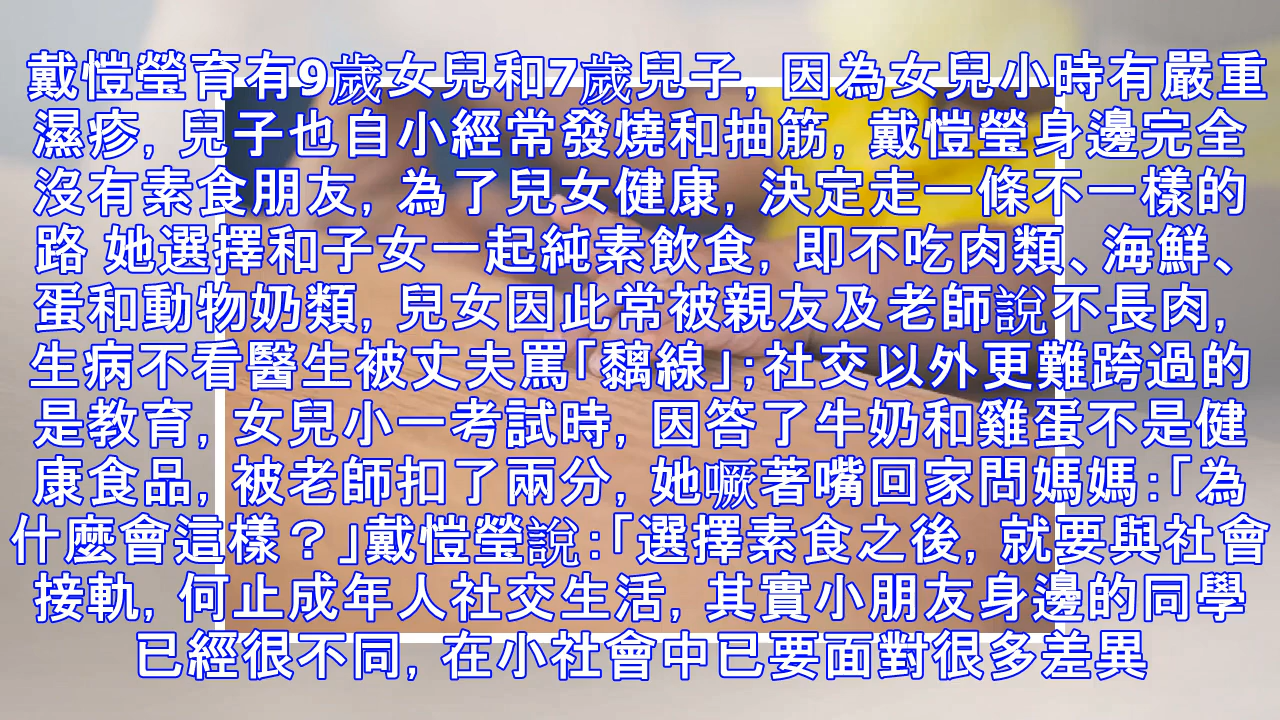 戴愷瑩育有9歲女兒和7歲兒子, 因為女兒小時有嚴重
濕疹, 兒子也自小經常發燒和抽筋, 戴愷瑩身邊完全
沒有素食朋友, 為了兒女健康, 決定走一條不一樣的
路 她選擇和子女一起純素飲食, 即不吃肉類、海鮮、
蛋和動物奶類, 兒女因此常被親友及老師説不長肉,
生病不看醫生被丈夫罵「黐線」;社交以外更難跨過的
是教育, 女兒小一考試時, 因答了牛奶和雞蛋不是健
康食品, 被老師扣了兩分, 她噘著嘴回家問媽媽:「為
什麼會這樣？」戴愷瑩説:「選擇素食之後, 就要與社會
接軌, 何止成年人社交生活, 其實小朋友身邊的同學
已經很不同, 在小社會中已要面對很多差異